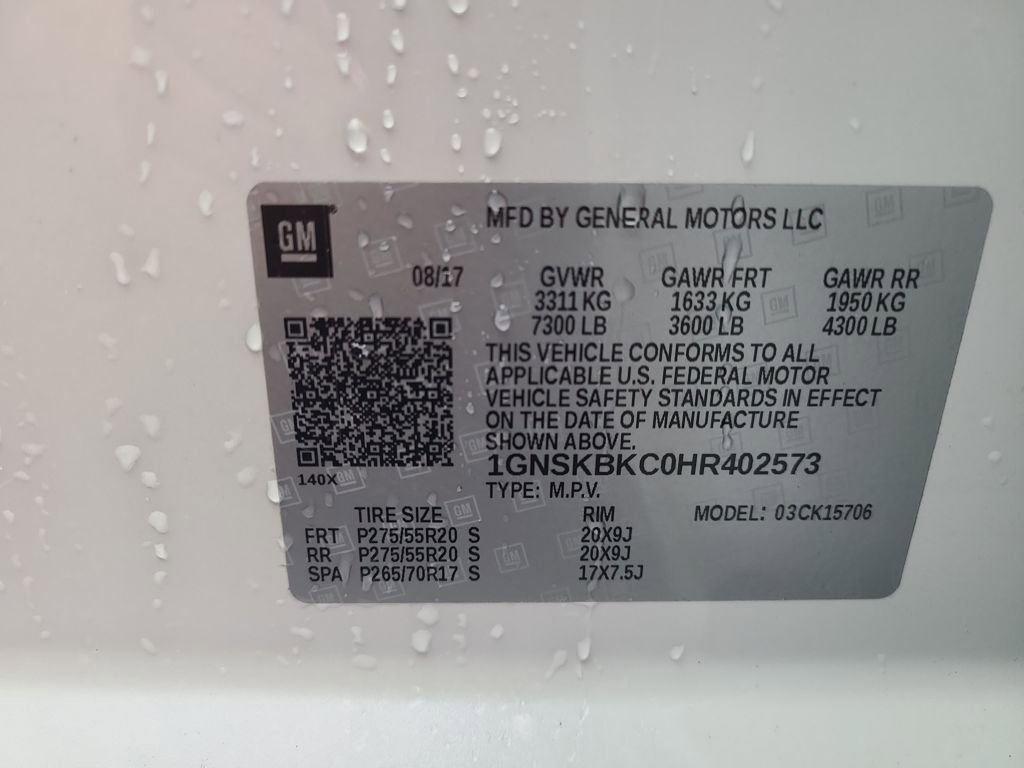 GM
MFD BY GENERAL MOTORS LLC
08/17 GVWR GAWR FRT GAWR RR
3311 KG 1633 KG 1950 KG
7300 LB 3600 LB 4300 LB
THIS VEHICLE CONFORMS TO ALL
APPLICABLE U.S. FEDERAL MOTOR
VEHICLE SAFETY STANDARDS IN EFFECT
ON THE DATE OF MANUFACTURE
SHOWN ABOVE.
1GNSKBKC0HR402573
140X
TYPE: M.P.V.
TIRE SIZE RIM MODEL: 03CK15706
FRT P275/55R20 S 20X9J
RR P275/55R20 S 20X9J
SPA P265/70R17 S 17X7.5J